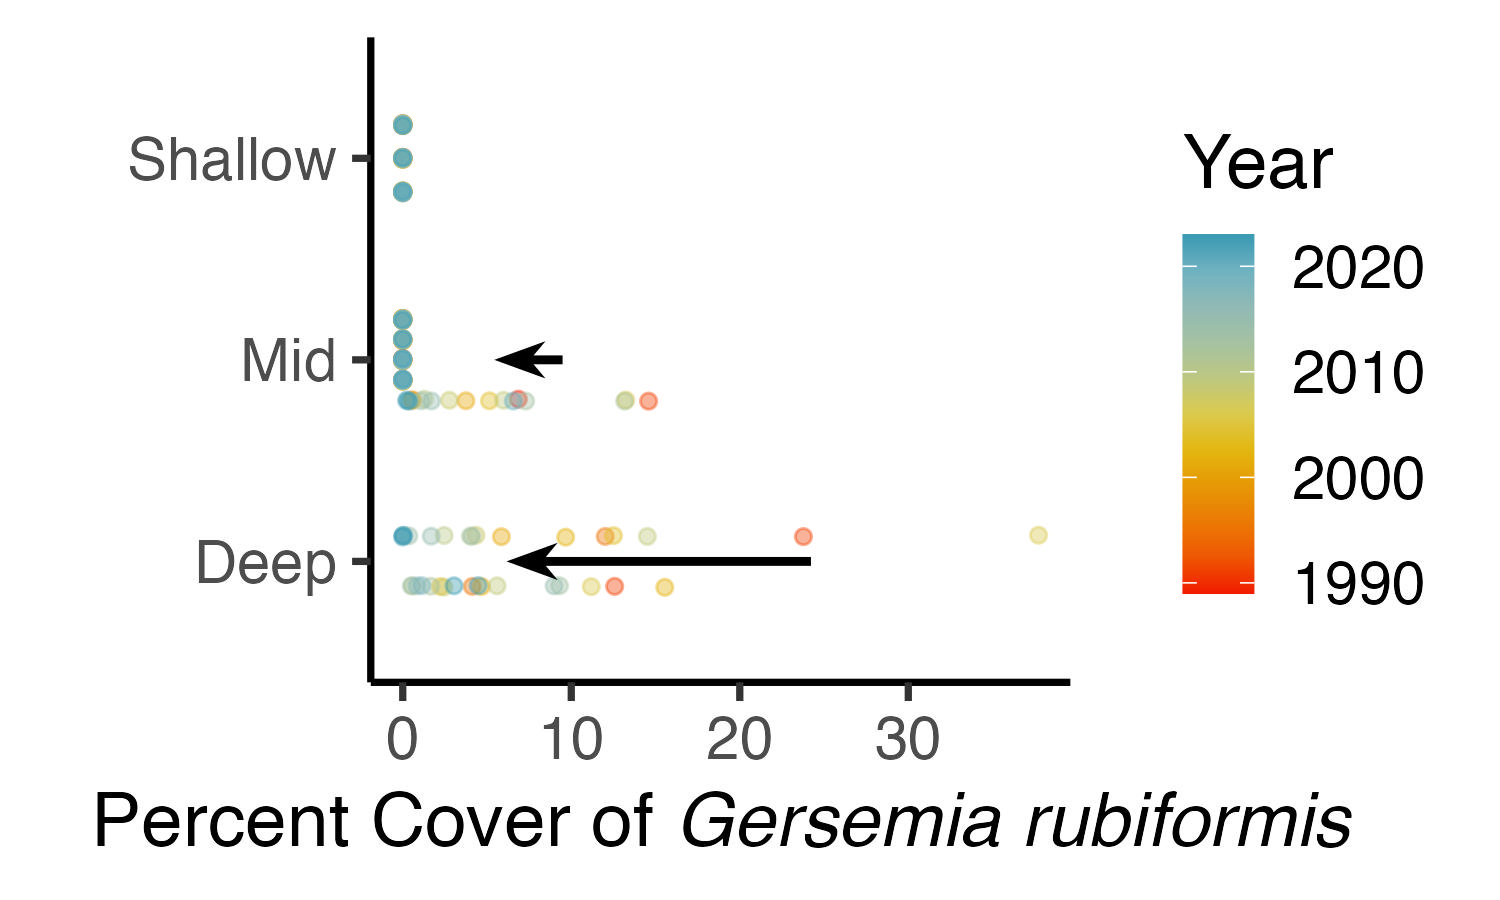 Shallow
Mid
Deep
0 10 20 30
Percent Cover of Gersemia rubiformis
Year
2020
2010
2000
1990